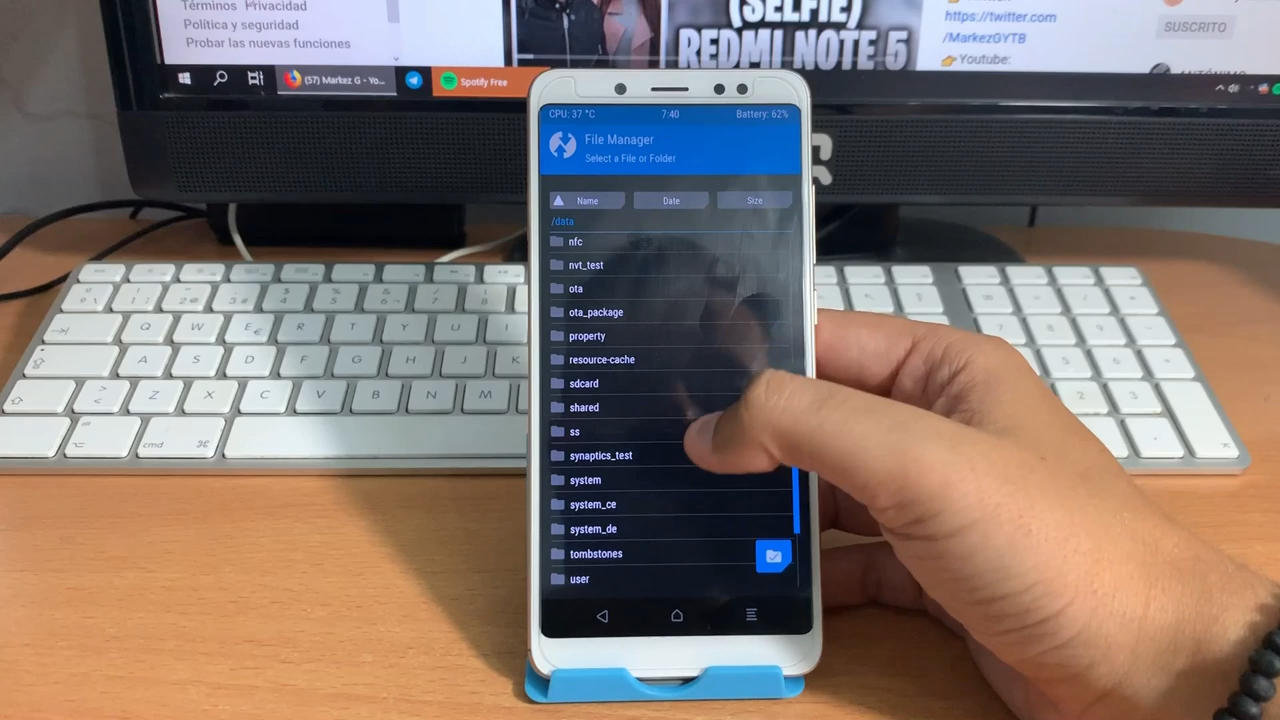 Términos Privacidad
Política y seguridad
Probar las nuevas funciones
(SELFIE)
REDMI NOTE 5
https://twitter.com
/MarkezGYTB
Youtube:
SUSCRITO
(57) Markez G - Yo...
Spotify Free
CPU: 37 °C
7:40
Battery: 62%
File Manager
Select a File or Folder
Name
Date
Size
/data
nfc
nvt_test
ota
ota_package
property
resource-cache
sdcard
shared
ss
synaptics_test
system
system_ce
system_de
tombstones
user
Q W E R T Y U I
A S D F G H J K
Z X C V B N M
cmd